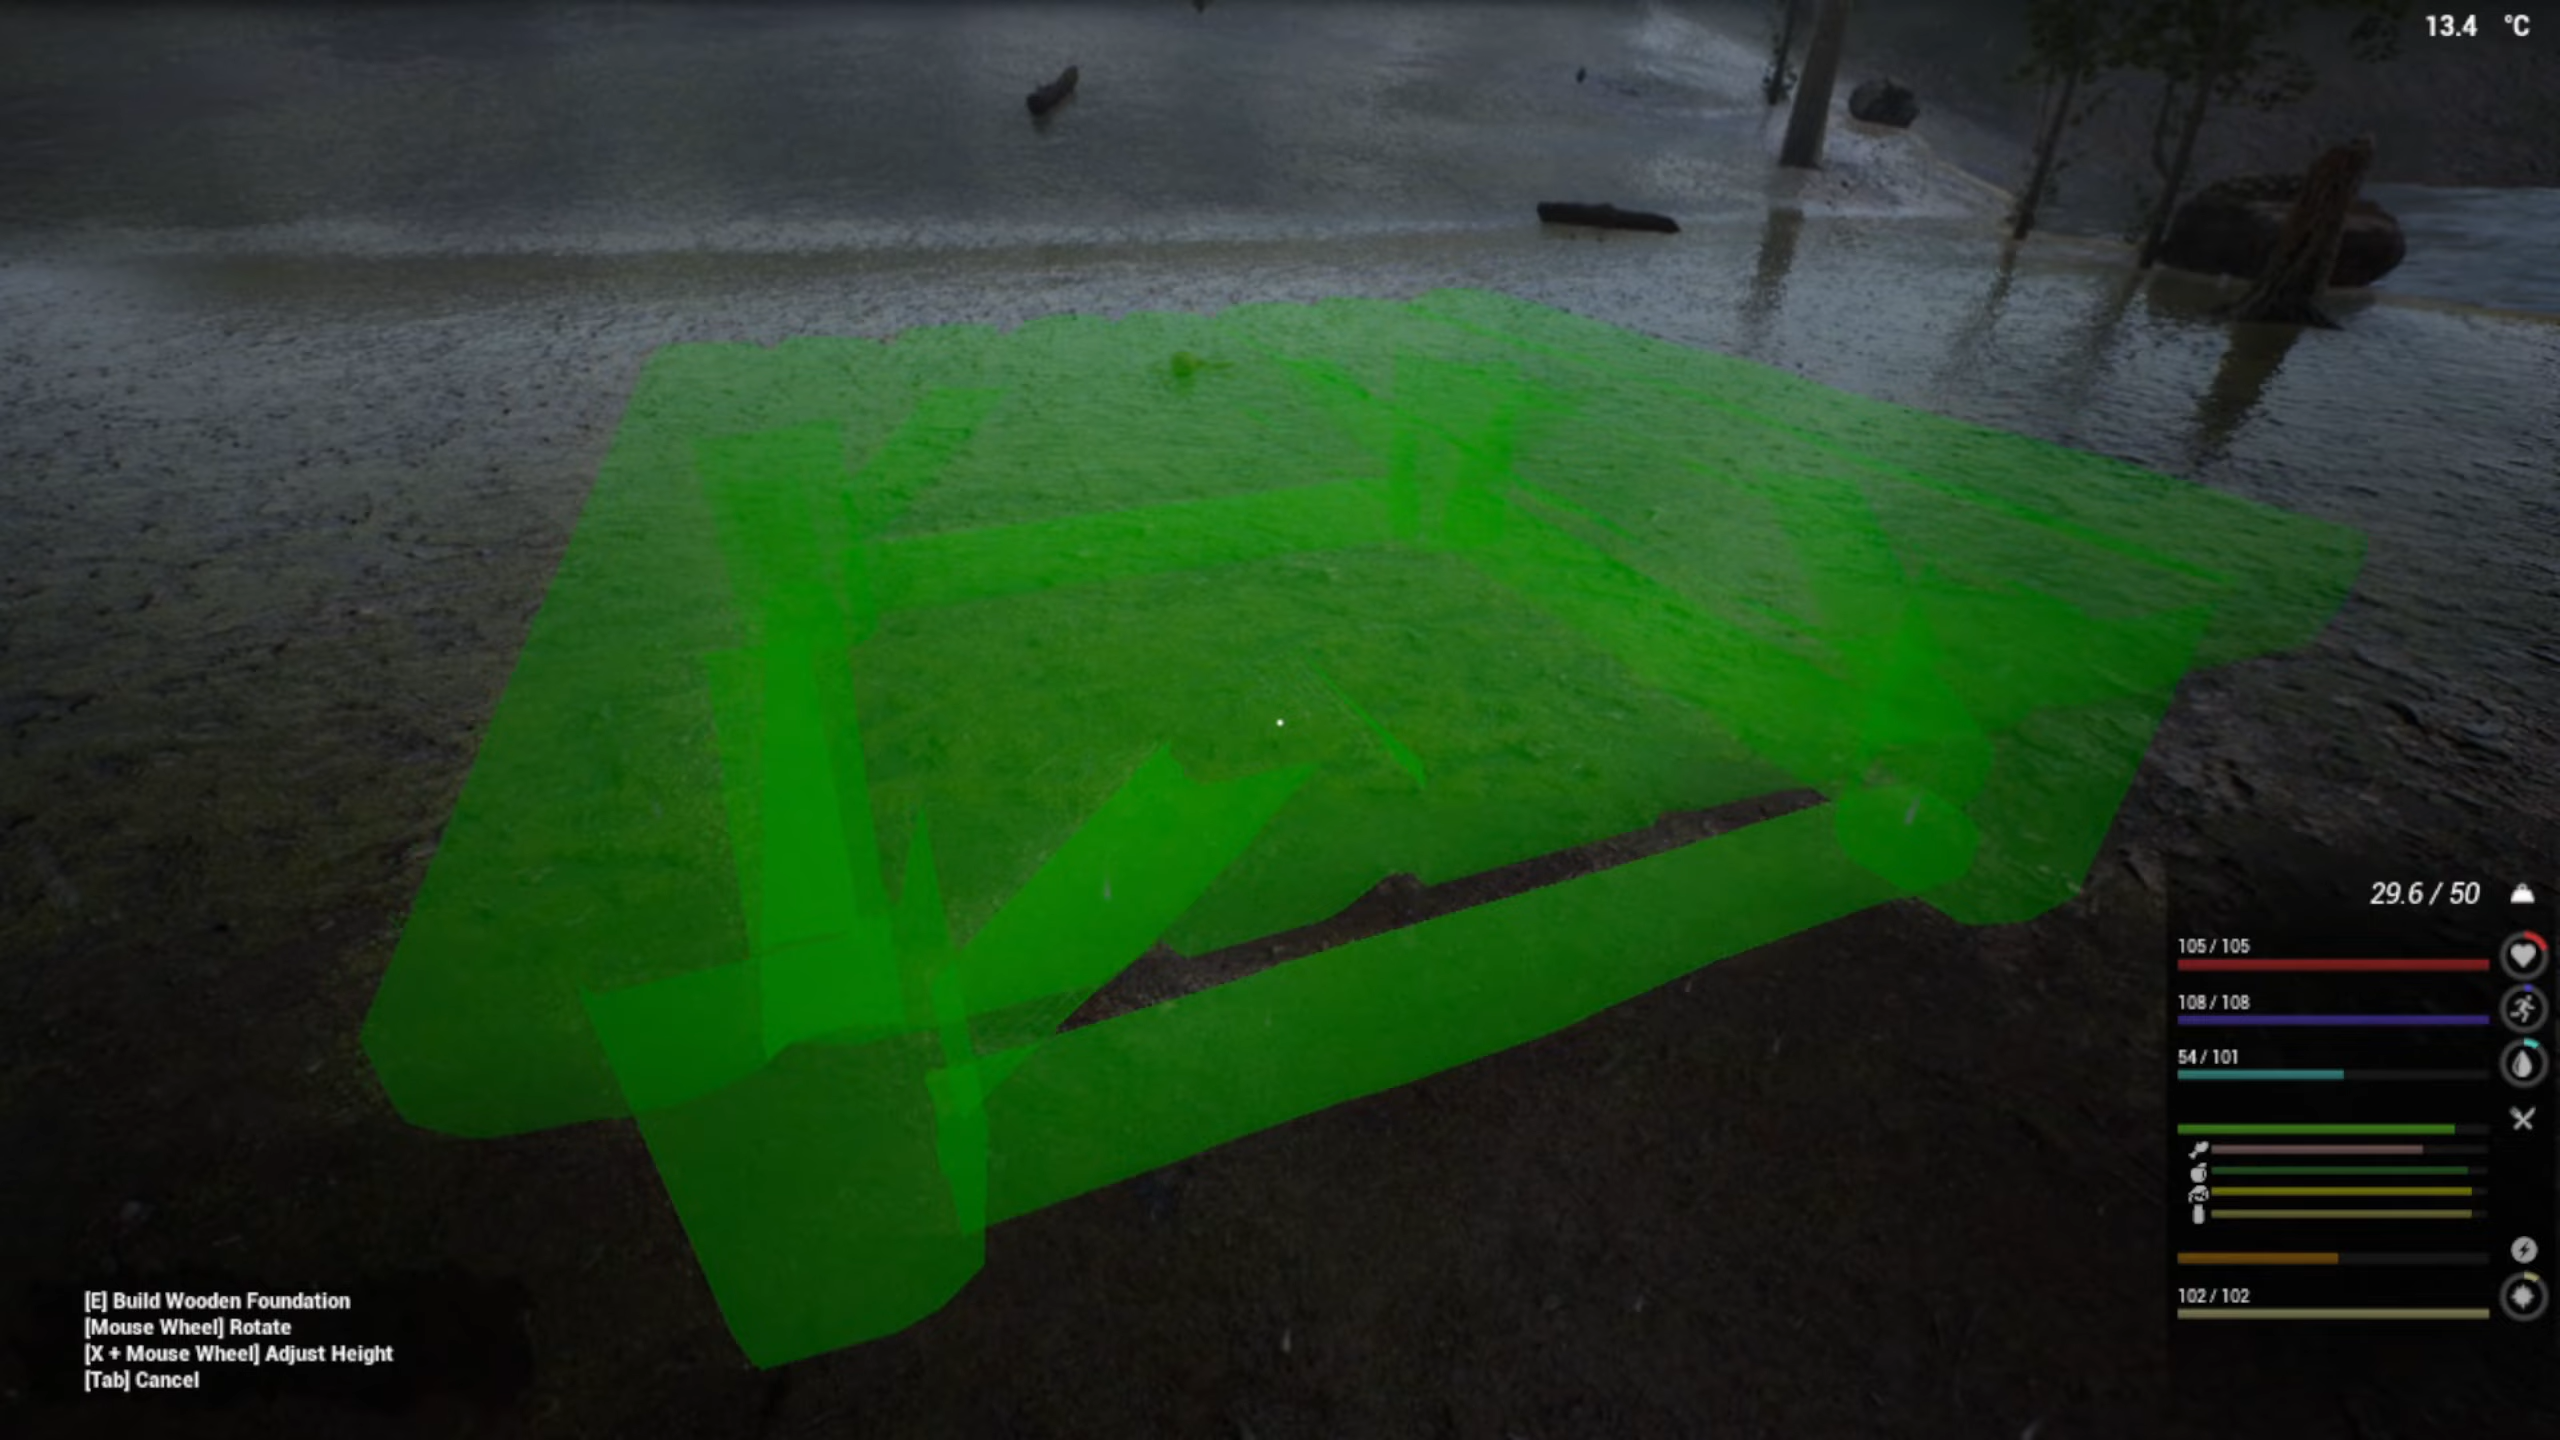 13.4 °C
29.6 / 50
105 / 105
108 / 108
54 / 101
102 / 102
[E] Build Wooden Foundation
[Mouse Wheel] Rotate
[X + Mouse Wheel] Adjust Height
[Tab] Cancel